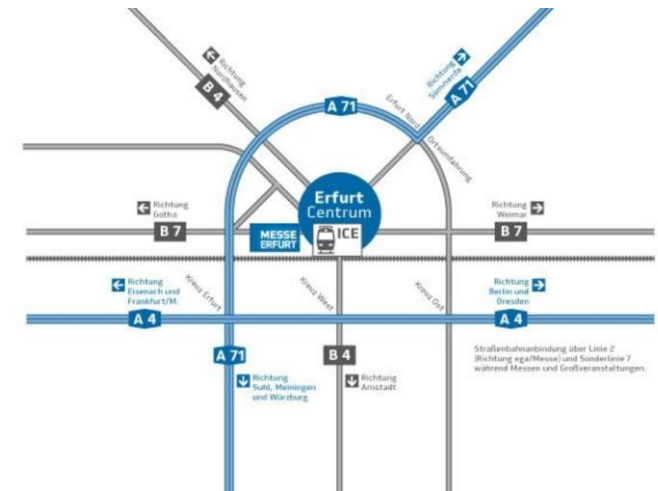 Richtung
Nordhausen
B 4
Richtung
Sömmerda
A 71
A 71
Erfurt Nord
Ortsumfahrung
Erfurt
Centrum
Richtung
Gotha
B 7
MESSE
ERFURT
ICE
Richtung
Weimar
B 7
Richtung
Eisenach und
Frankfurt/M.
A 4
Kreuz Erfurt
Kreuz West
Kreuz Ost
Richtung
Berlin und
Dresden
A 4
A 71
Richtung
Suhl, Meiningen
und Würzburg
B 4
Richtung
Arnstadt
Straßenbahnanbindung über Linie 2
(Richtung ega/Messe) und Sonderlinie 7
während Messen und Großveranstaltungen.